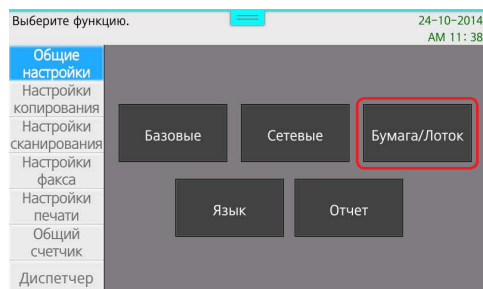 Выберите функцию.
24-10-2014
AM 11:38
Общие
настройки
Настройки
копирования
Настройки
сканирования
Настройки
факса
Настройки
печати
Общий
счетчик
Диспетчер
Базовые
Сетевые
Бумага/Лоток
Язык
Отчет